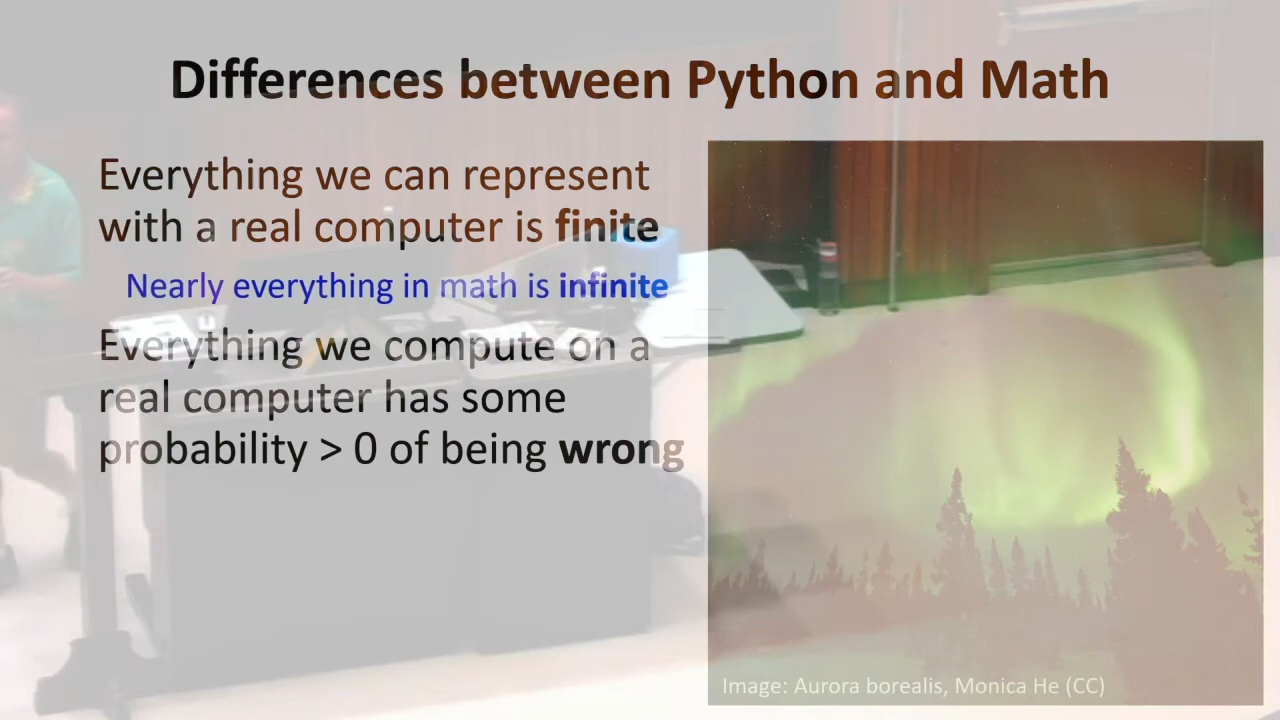 Differences between Python and Math
Everything we can represent
with a real computer is finite
Nearly everything in math is infinite
Everything we compute on a
real computer has some
probability > 0 of being wrong
Image: Aurora borealis, Monica He (CC)